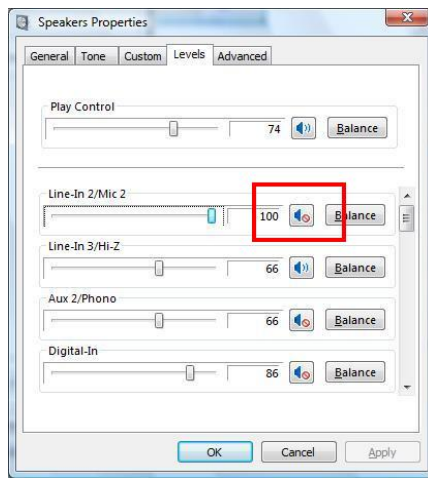 Speakers Properties
General Tone Custom Levels Advanced
Play Control
74 Balance
Line-In 2/Mic 2
100 Balance
Line-In 3/Hi-Z
66 Balance
Aux 2/Phono
66 Balance
Digital-In
86 Balance
OK Cancel Apply